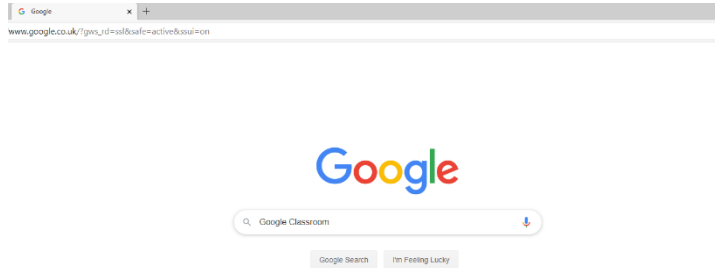 Google
www.google.co.uk/?gws_rd=ssl&safe=active&ssui=on
Google
Google Classroom
Google Search I'm Feeling Lucky